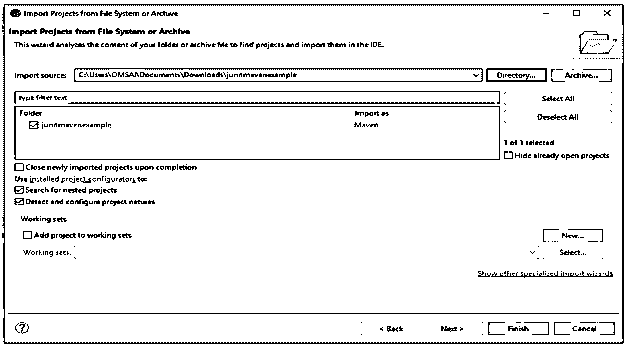 Import Projects from File System or Archive
Import Projects from File System or Archive
This wizard analyzes the content of your folder or archive file to find projects and import them in the IDE.
Import source: C:\Users\OMSAI\Documents\Downloads\junitmavenexample Directory... Archive...
type filter text Select All
Folder Import as Deselect All
junitmavenexample Maven
1 of 1 selected
Hide already open projects
Close newly imported projects upon completion
Use installed project configurators to:
Search for nested projects
Detect and configure project natures
Working sets
Add project to working sets New...
Working sets: Select...
Show other specialized import wizards
? < Back Next > Finish Cancel